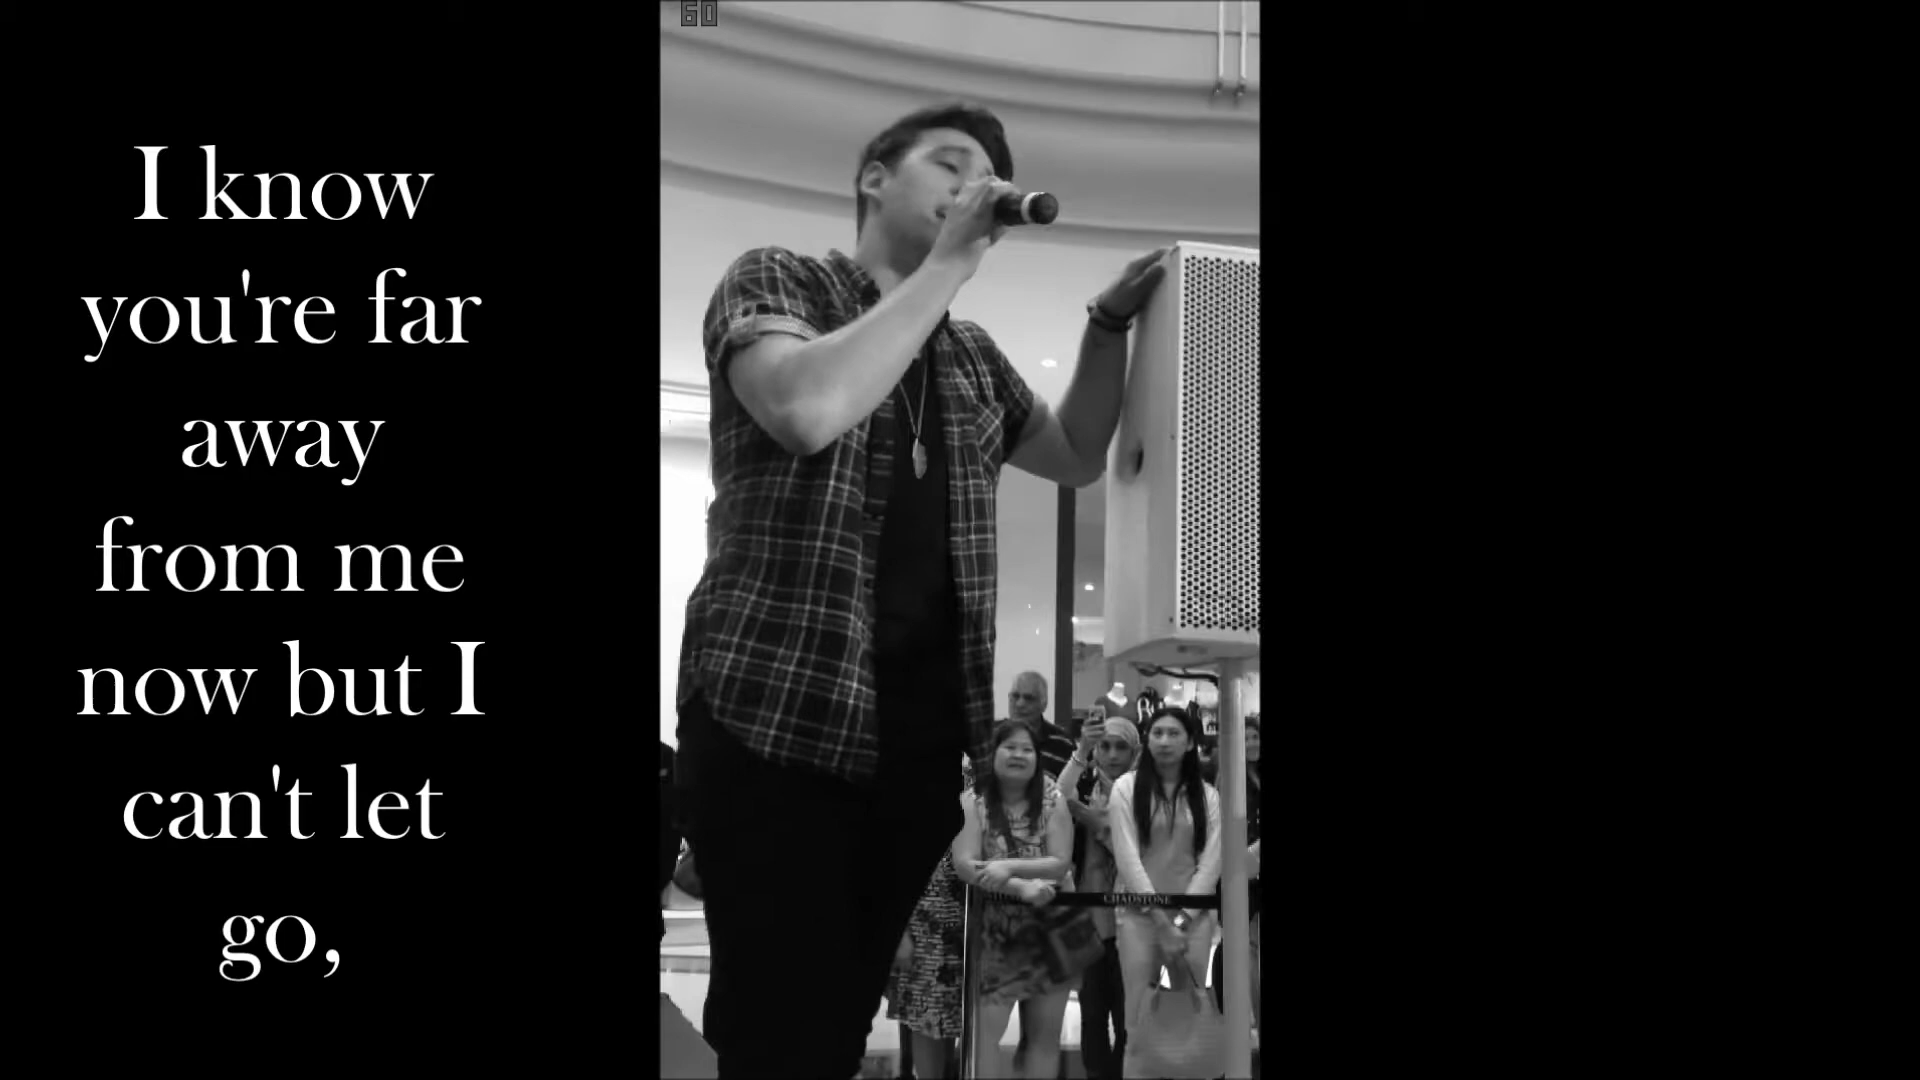 60
I know
you're far
away
from me
now but I
can't let
go,
CHADSTONE